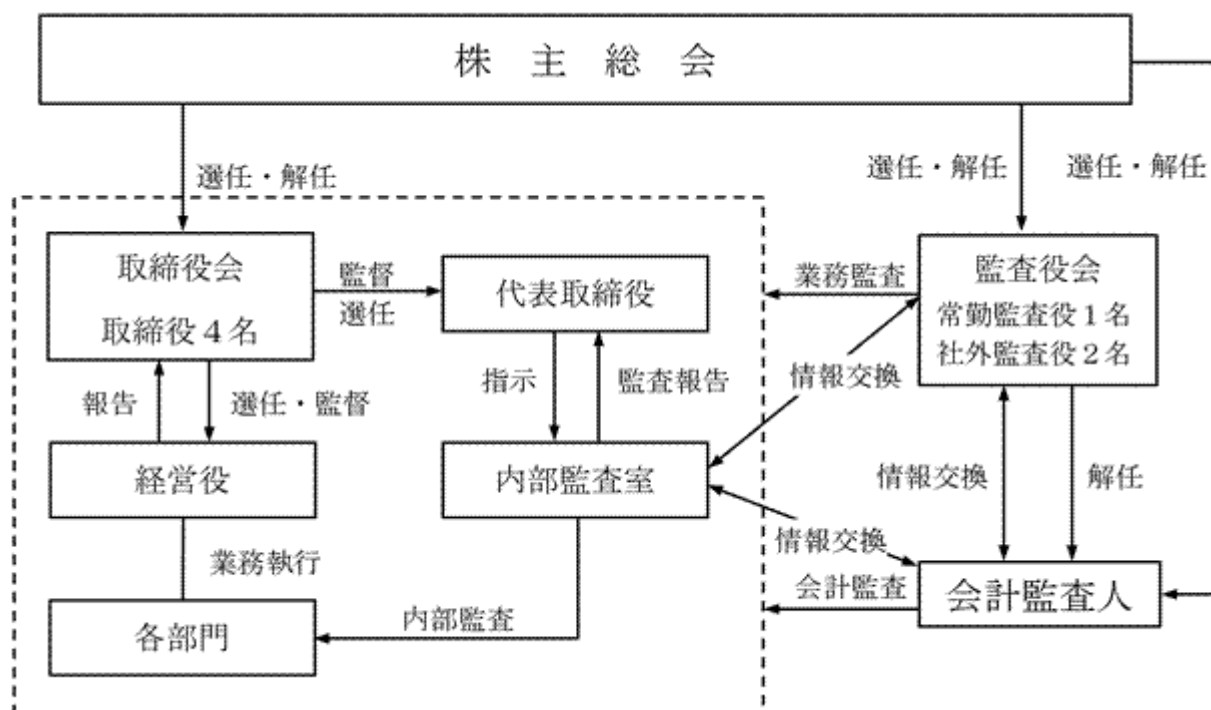 株主総会
選任・解任
選任・解任
選任・解任
取締役会
取締役4名
監督
選任
代表取締役
業務監査
監査役会
常勤監査役1名
社外監査役2名
報告
選任・監督
指示
監査報告
情報交換
経営役
内部監査室
情報交換
解任
業務執行
情報交換
各部門
内部監査
会計監査
会計監査人